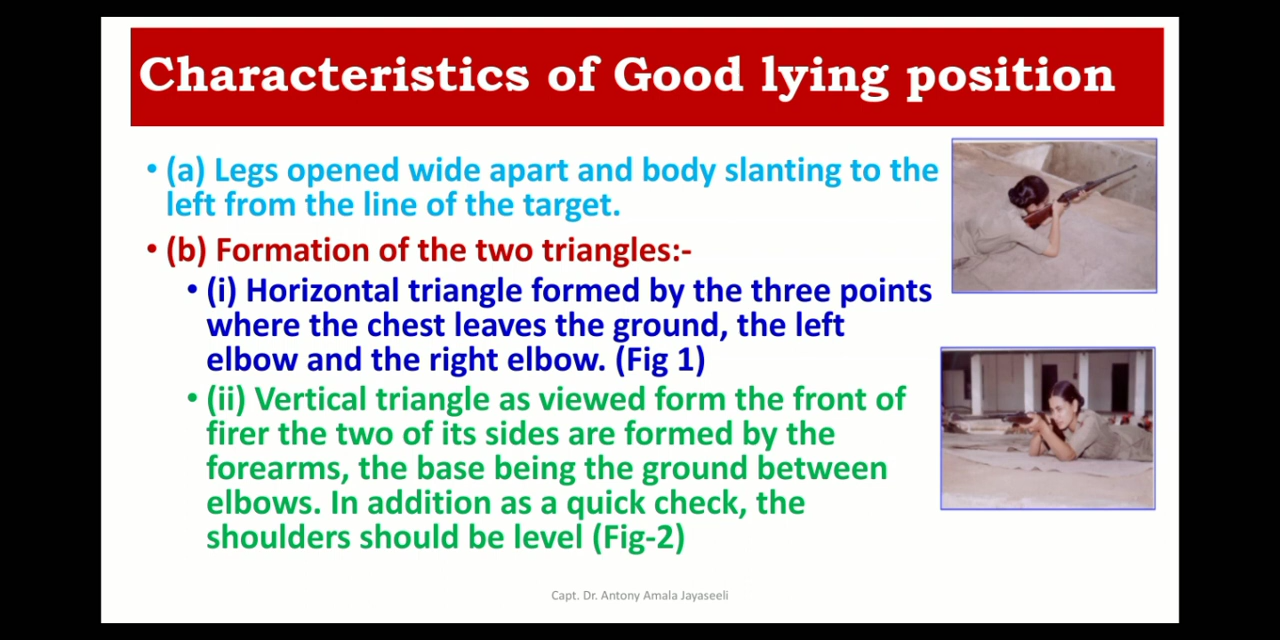 Characteristics of Good lying position
• (a) Legs opened wide apart and body slanting to the
left from the line of the target.
• (b) Formation of the two triangles:-
• (i) Horizontal triangle formed by the three points
where the chest leaves the ground, the left
elbow and the right elbow. (Fig 1)
• (ii) Vertical triangle as viewed form the front of
firer the two of its sides are formed by the
forearms, the base being the ground between
elbows. In addition as a quick check, the
shoulders should be level (Fig-2)
Capt. Dr. Antony Amala Jayaseeli